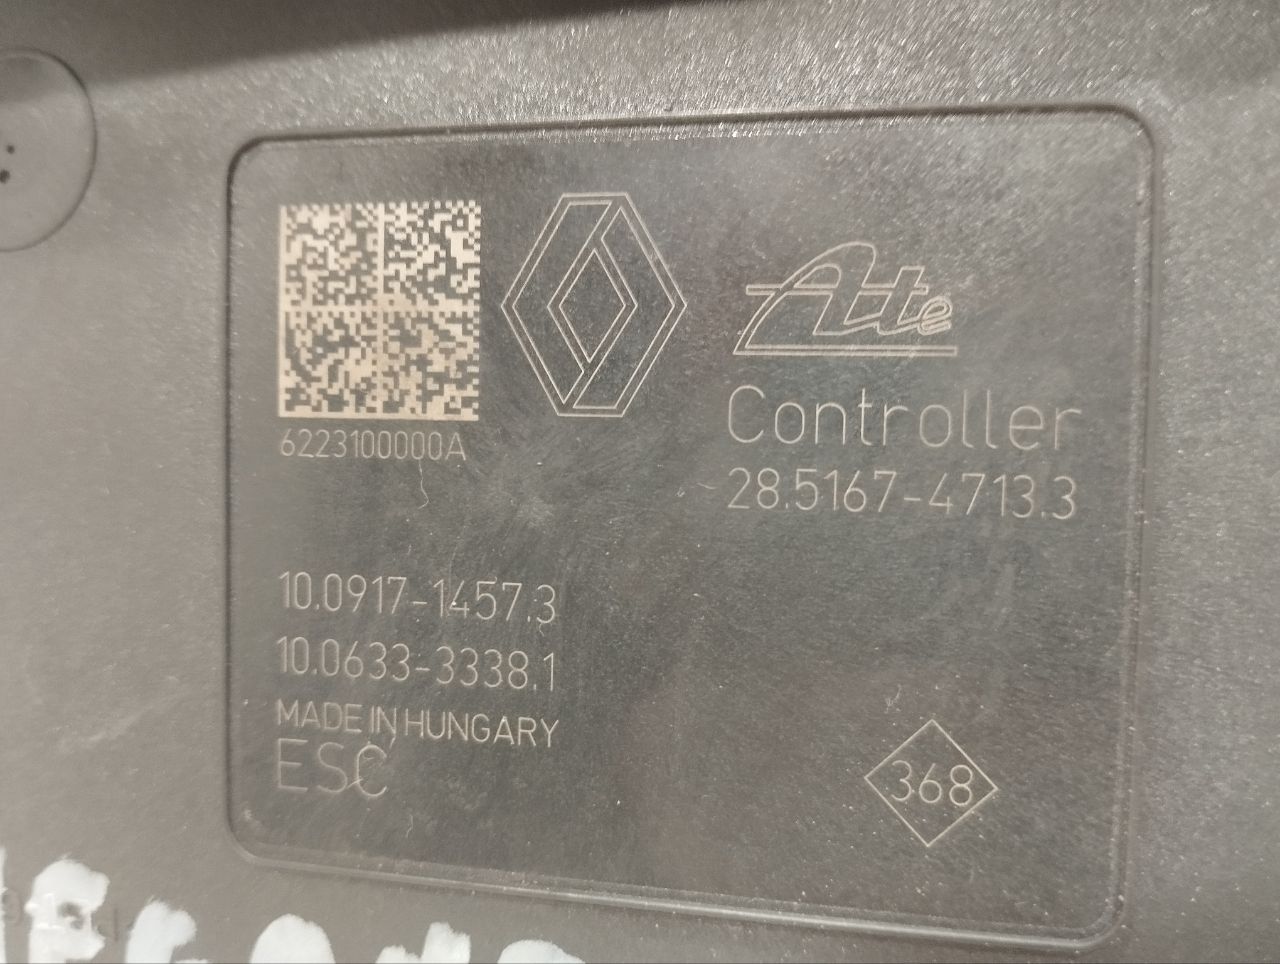 Ate
6223100000A
Controller
28.5167-4713.3
10.0917-1457.3
10.0633-3338.1
MADE IN HUNGARY
ESC
368